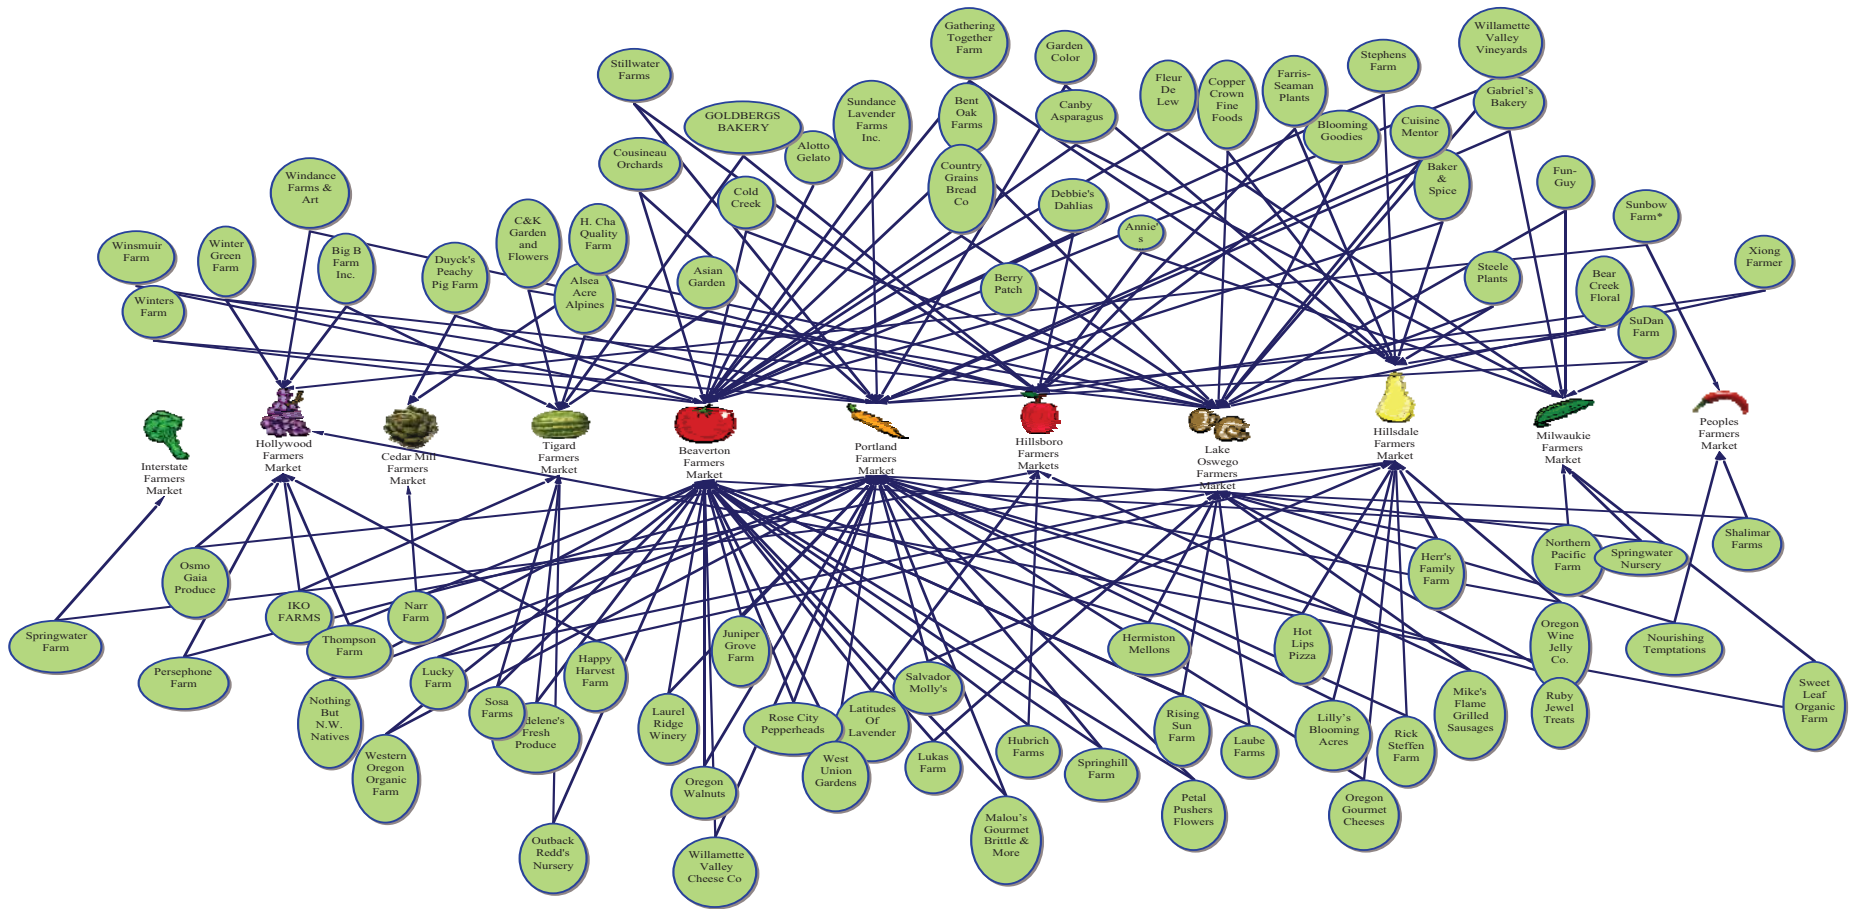 Gathering
Together
Farm
Garden
Color
Willamette
Valley
Vineyards
Stephens
Farm
Stillwater
Farms
Fleur
De
Lew
Copper
Crown
Fine
Foods
Farris-
Seaman
Plants
Gabriel's
Bakery
GOLDBERGS
BAKERY
Sundance
Lavender
Farms
Inc.
Bent
Oak
Farms
Canby
Asparagus
Blooming
Goodies
Cuisine
Mentor
Cousineau
Orchards
Alotto
Gelato
Country
Grains
Bread
Co
Baker
&
Spice
Fun-
Guy
Windance
Farms &
Art
Cold
Creek
Debbie's
Dahlias
Sunbow
Farm*
Winsmuir
Farm
Winter
Green
Farm
Big B
Farm
Inc.
C&K
Garden
and
Flowers
H. Cha
Quality
Farm
Annie'
s
Xiong
Farmer
Duyck's
Peachy
Pig Farm
Alsea
Acre
Alpines
Asian
Garden
Berry
Patch
Steele
Plants
Bear
Creek
Floral
Winters
Farm
SuDan
Farm
Interstate
Farmers
Market
Hollywood
Farmers
Market
Cedar Mill
Farmers
Market
Tigard
Farmers
Market
Beaverton
Farmers
Market
Portland
Farmers
Market
Hillsboro
Farmers
Markets
Lake
Oswego
Farmers
Market
Hillsdale
Farmers
Market
Milwaukie
Farmers
Market
Peoples
Farmers
Market
Osmo
Gaia
Produce
IKO
FARMS
Narr
Farm
Herr's
Family
Farm
Northern
Pacific
Farm
Springwater
Nursery
Shalimar
Farms
Springwater
Farm
Persephone
Farm
Thompson
Farm
Lucky
Farm
Happy
Harvest
Farm
Juniper
Grove
Farm
Salvador
Molly's
Hermiston
Mellons
Hot
Lips
Pizza
Oregon
Wine
Jelly
Co.
Nourishing
Temptations
Sweet
Leaf
Organic
Farm
Nothing
But
N.W.
Natives
Sosa
Farms
delene's
Fresh
Produce
Laurel
Ridge
Winery
Rose City
Pepperheads
Latitudes
Of
Lavender
Rising
Sun
Farm
Lilly's
Blooming
Acres
Mike's
Flame
Grilled
Sausages
Ruby
Jewel
Treats
Western
Oregon
Organic
Farm
Oregon
Walnuts
West
Union
Gardens
Lukas
Farm
Hubrich
Farms
Springhill
Farm
Laube
Farms
Rick
Steffen
Farm
Outback
Redd's
Nursery
Willamette
Valley
Cheese Co
Malou's
Gourmet
Brittle &
More
Petal
Pushers
Flowers
Oregon
Gourmet
Cheeses